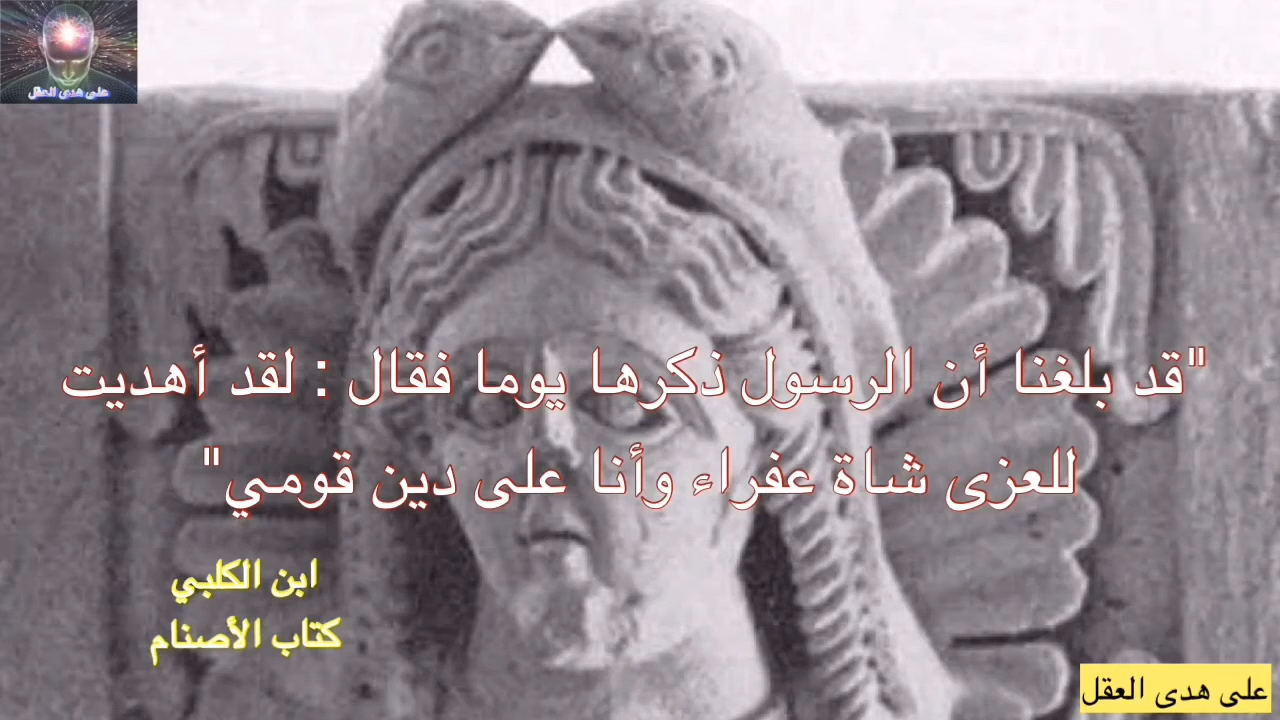 على هدى العقل
"قد بلغنا أن الرسول ذكرها يوما فقال : لقد أهديت
للعزى شاة عفراء وأنا على دين قومي"
ابن الكلبي
كتاب الأصنام
على هدى العقل